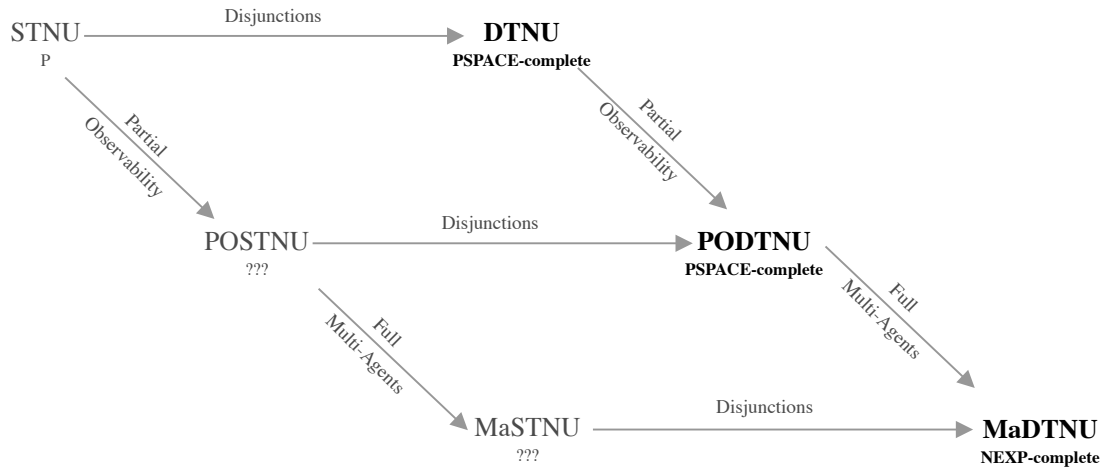 Disjunctions
STNU
DTNU
P
PSPACE-complete
Partial
Observability
Partial
Observability
Disjunctions
POSTNU
PODTNU
???
PSPACE-complete
Full
Multi-Agents
Full
Multi-Agents
Disjunctions
MaSTNU
MaDTNU
???
NEXP-complete